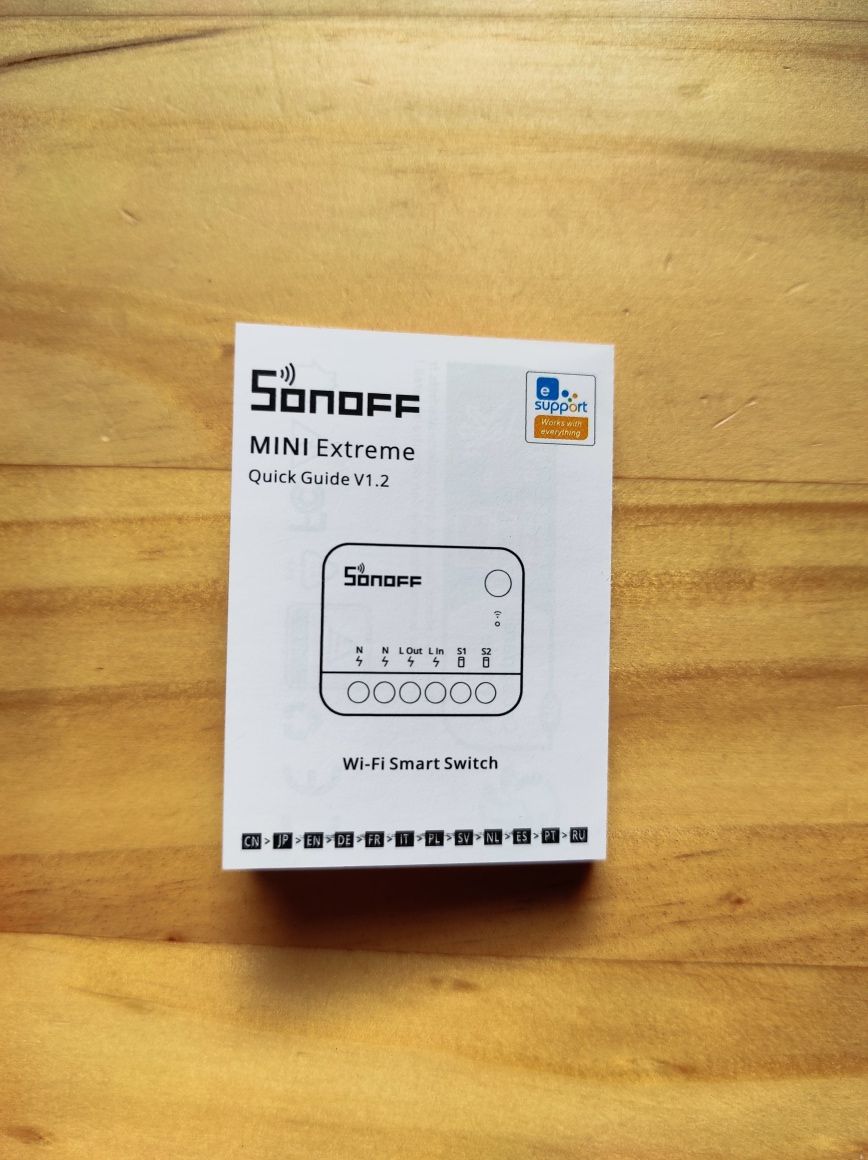 SONOFF
MINI Extreme
Quick Guide V1.2
e
support
Works with
everything
SONOFF
N N L Out L In S1 S2
Wi-Fi Smart Switch
CN > JP > EN > DE > FR > IT > PL > SV > NL > ES > PT > RU